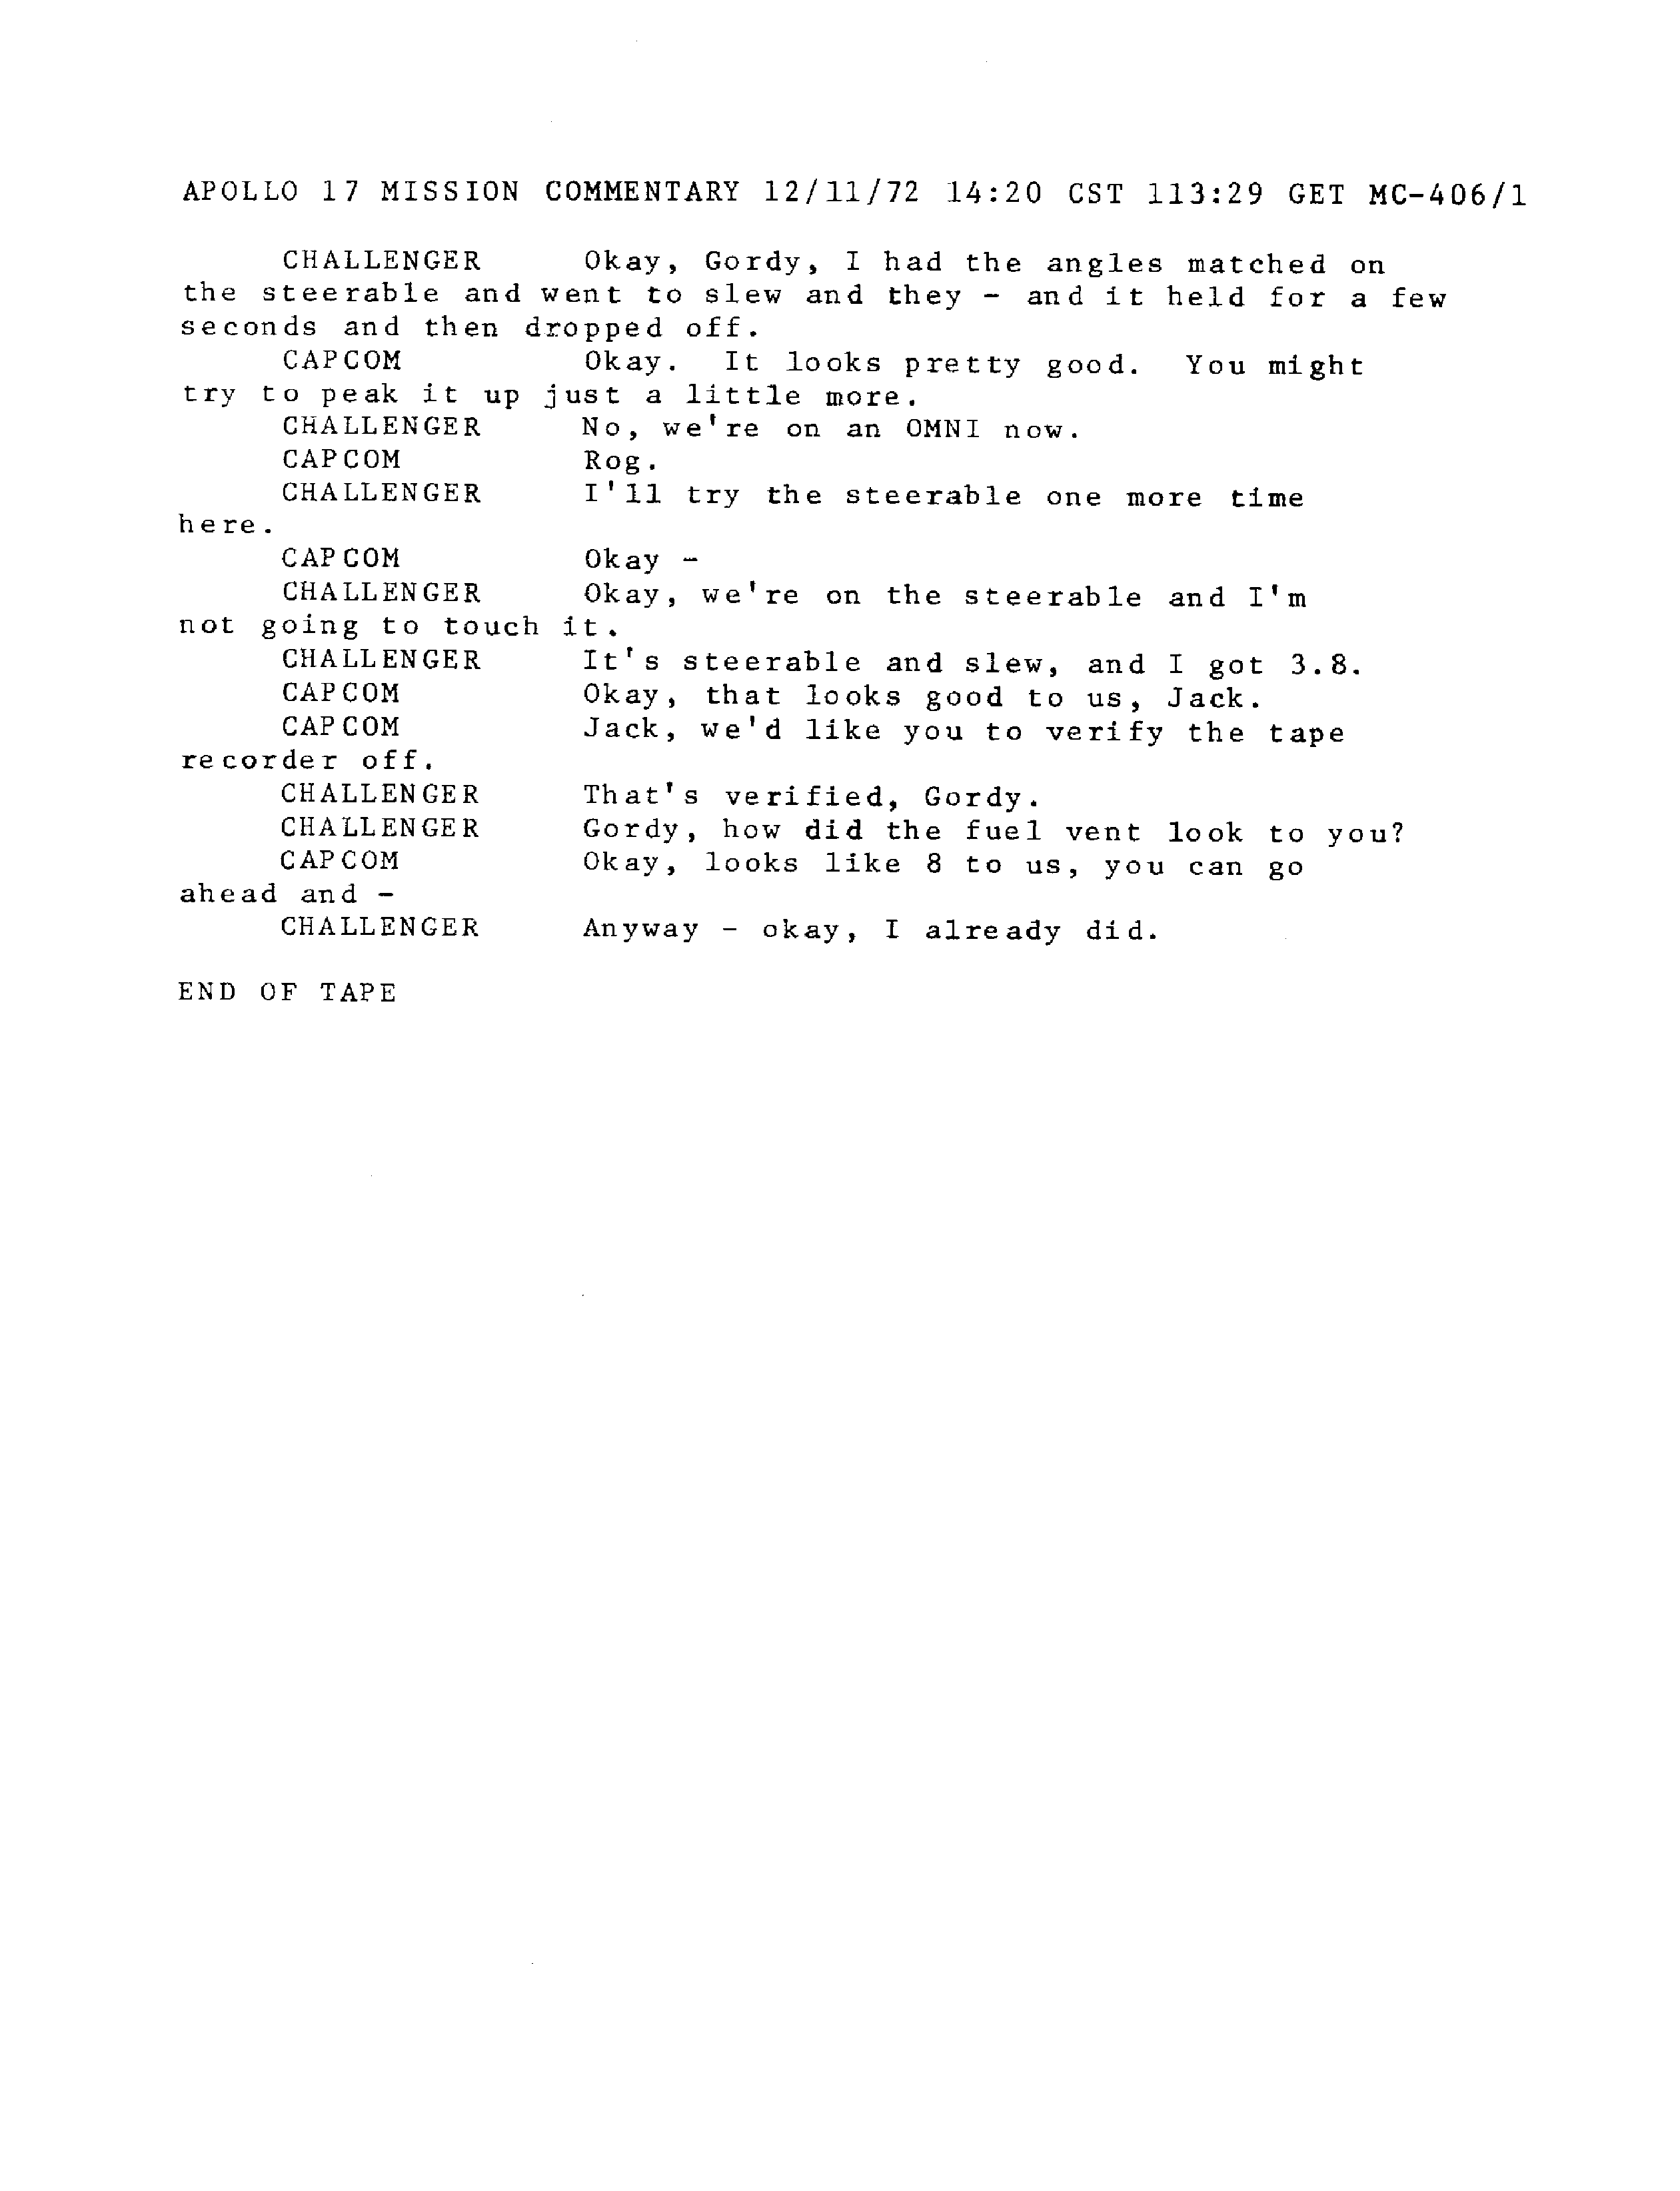 APOLLO 17 MISSION COMMENTARY 12/11/72 14:20 CST 113:29 GET MC-406/1
CHALLENGER Okay, Gordy, I had the angles matched on
the steerable and went to slew and they - and it held for a few
seconds and then dropped off.
CAPCOM Okay. It looks pretty good. You might
try to peak it up just a little more.
CHALLENGER No, we're on an OMNI now.
CAPCOM Rog.
CHALLENGER I'll try the steerable one more time
here.
CAPCOM Okay -
CHALLENGER Okay, we're on the steerable and I'm
not going to touch it.
CHALLENGER It's steerable and slew, and I got 3.8.
CAPCOM Okay, that looks good to us, Jack.
CAPCOM Jack, we'd like you to verify the tape
recorder off.
CHALLENGER That's verified, Gordy.
CHALLENGER Gordy, how did the fuel vent look to you?
CAPCOM Okay, looks like 8 to us, you can go
ahead and -
CHALLENGER Anyway - okay, I already did.
END OF TAPE